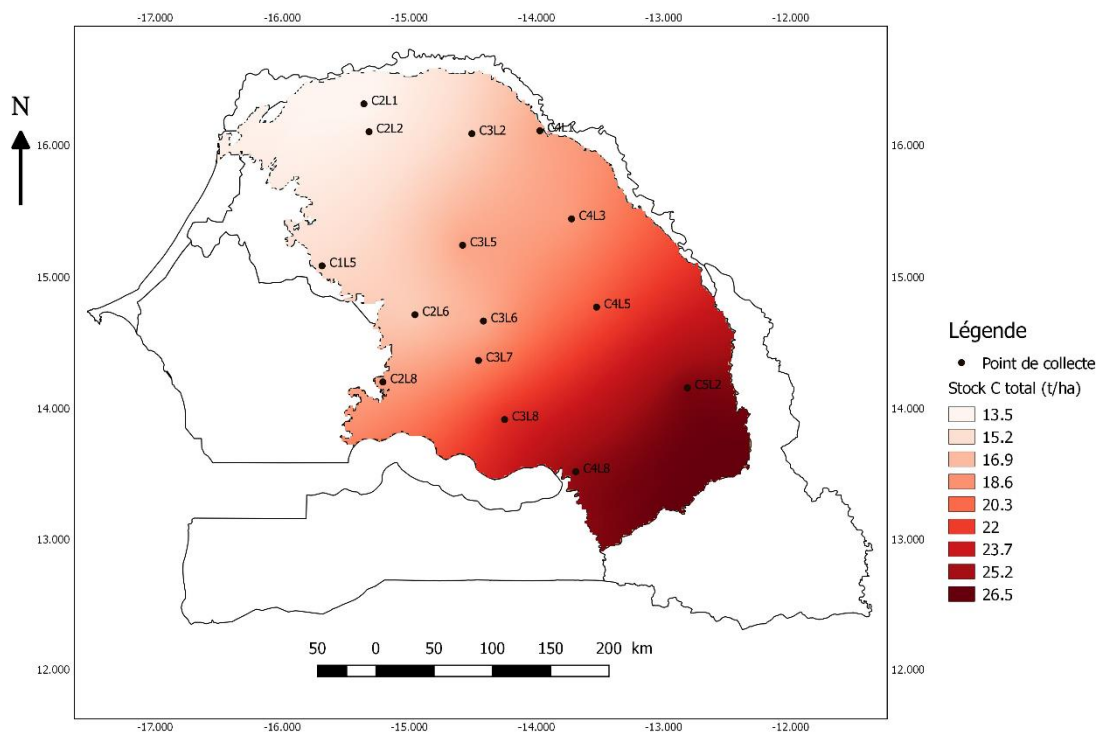 -17.000 -16.000 -15.000 -14.000 -13.000 -12.000
N
16.000 16.000
15.000 15.000
14.000 14.000
13.000 13.000
12.000 12.000
C2L1
C2L2
C3L2
C4L1
C4L3
C3L5
C1L5
C4L5
C2L6
C3L6
C3L7
C2L8
C5L2
C3L8
C4L8
Légende
Point de collecte
Stock C total (t/ha)
13.5
15.2
16.9
18.6
20.3
22
23.7
25.2
26.5
50 0 50 100 150 200 km
-17.000 -16.000 -15.000 -14.000 -13.000 -12.000